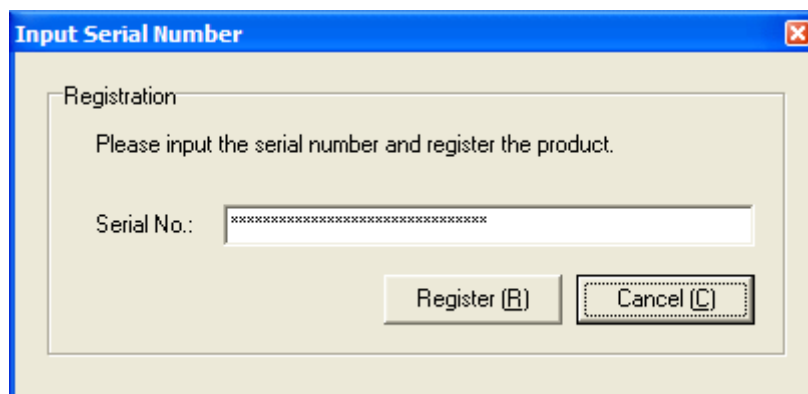 Input Serial Number
Registration
Please input the serial number and register the product.
Serial No.: ********************************
Register (R) Cancel (C)